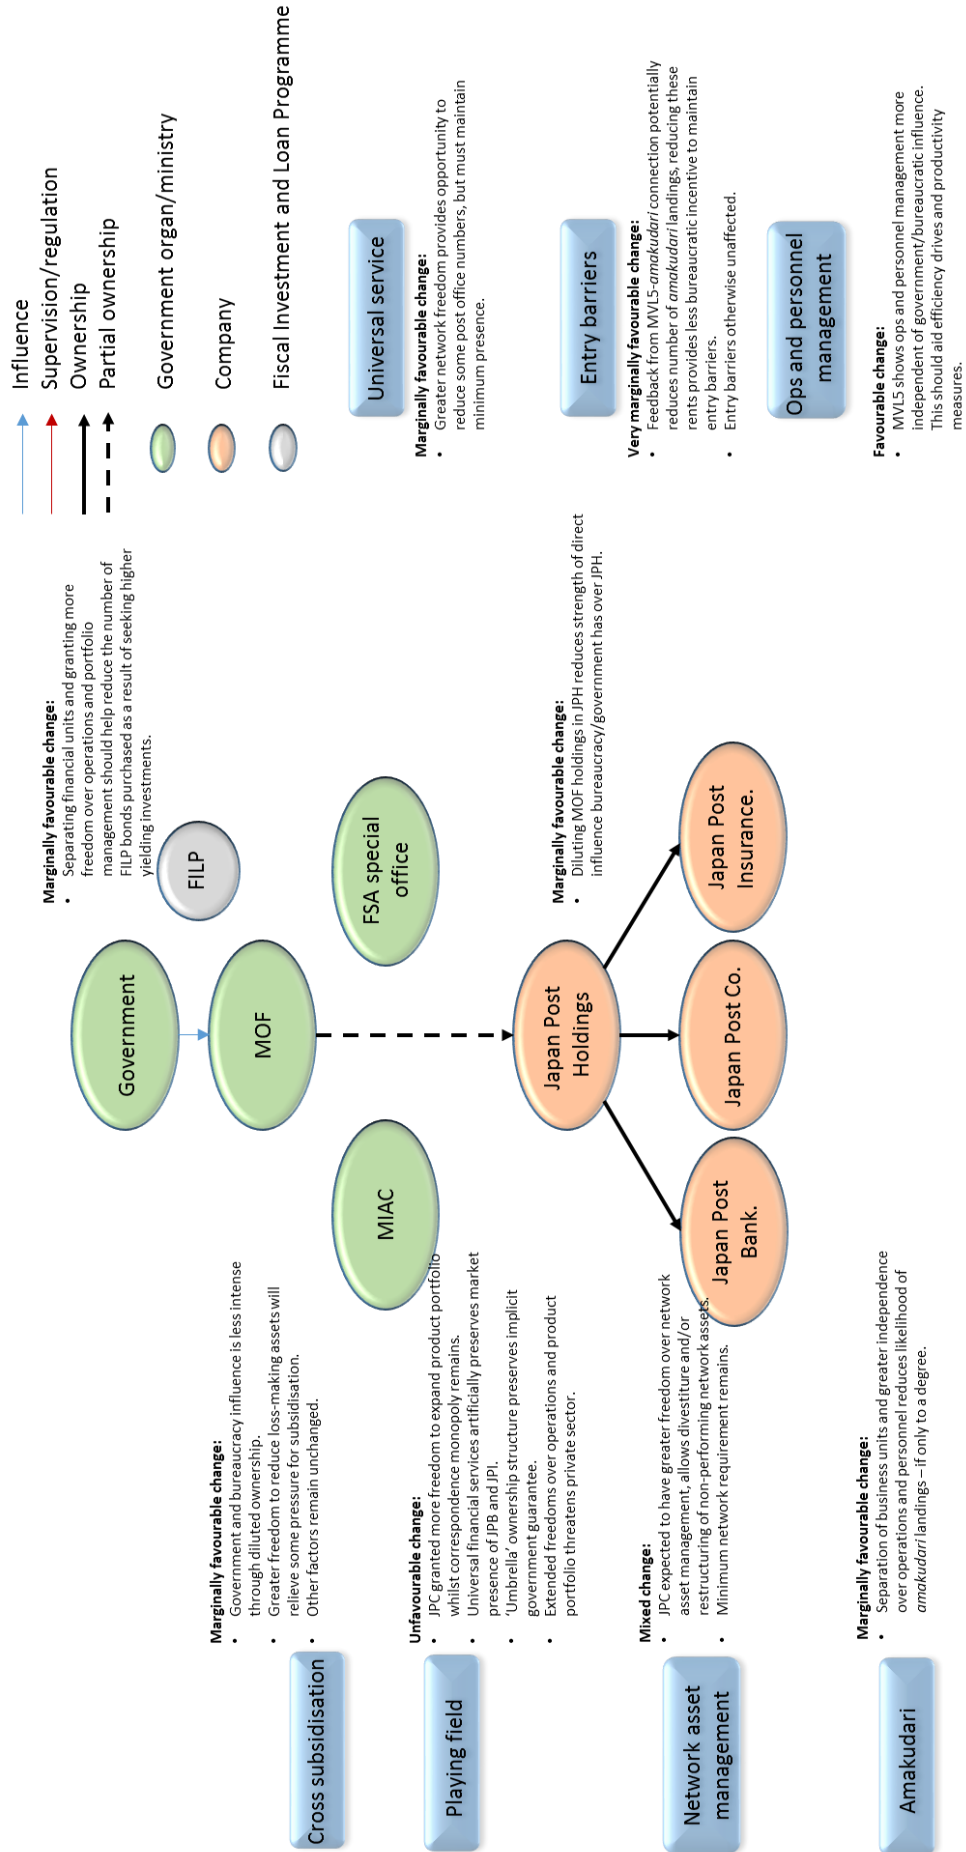 Influence
Supervision/regulation
Ownership
Partial ownership
Government organ/ministry
Company
Fiscal Investment and Loan Programme
Marginally favourable change:
• Separating financial units and granting more
freedom over operations and portfolio
management should help reduce the number of
FILP bonds purchased as a result of seeking higher
yielding investments.
Government
FILP
MOF
MIAC
FSA special
office
Japan Post
Holdings
Japan Post
Bank.
Japan Post Co.
Japan Post
Insurance.
Marginally favourable change:
• Diluting MOF holdings in JPH reduces strength of direct
influence bureaucracy/government has over JPH.
Cross subsidisation
Marginally favourable change:
• Government and bureaucracy influence is less intense
through diluted ownership.
• Greater freedom to reduce loss-making assets will
relieve some pressure for subsidisation.
• Other factors remain unchanged.
Playing field
Unfavourable change:
• JPC granted more freedom to expand product portfolio
whilst correspondence monopoly remains.
• Universal financial services artificially preserves market
presence of JPB and JPI.
• 'Umbrella' ownership structure preserves implicit
government guarantee.
• Extended freedoms over operations and product
portfolio threatens private sector.
Network asset
management
Mixed change:
• JPC expected to have greater freedom over network
asset management, allows divestiture and/or
restructuring of non-performing network assets.
• Minimum network requirement remains.
Amakudari
Marginally favourable change:
• Separation of business units and greater independence
over operations and personnel reduces likelihood of
amakudari landings – if only to a degree.
Universal service
Marginally favourable change:
• Greater network freedom provides opportunity to
reduce some post office numbers, but must maintain
minimum presence.
Entry barriers
Very marginally favourable change:
• Feedback from MVL5-amakudari connection potentially
reduces number of amakudari landings, reducing these
rents provides less bureaucratic incentive to maintain
entry barriers.
• Entry barriers otherwise unaffected.
Ops and personnel
management
Favourable change:
• MVL5 shows ops and personnel management more
independent of government/bureaucratic influence.
This should aid efficiency drives and productivity
measures.